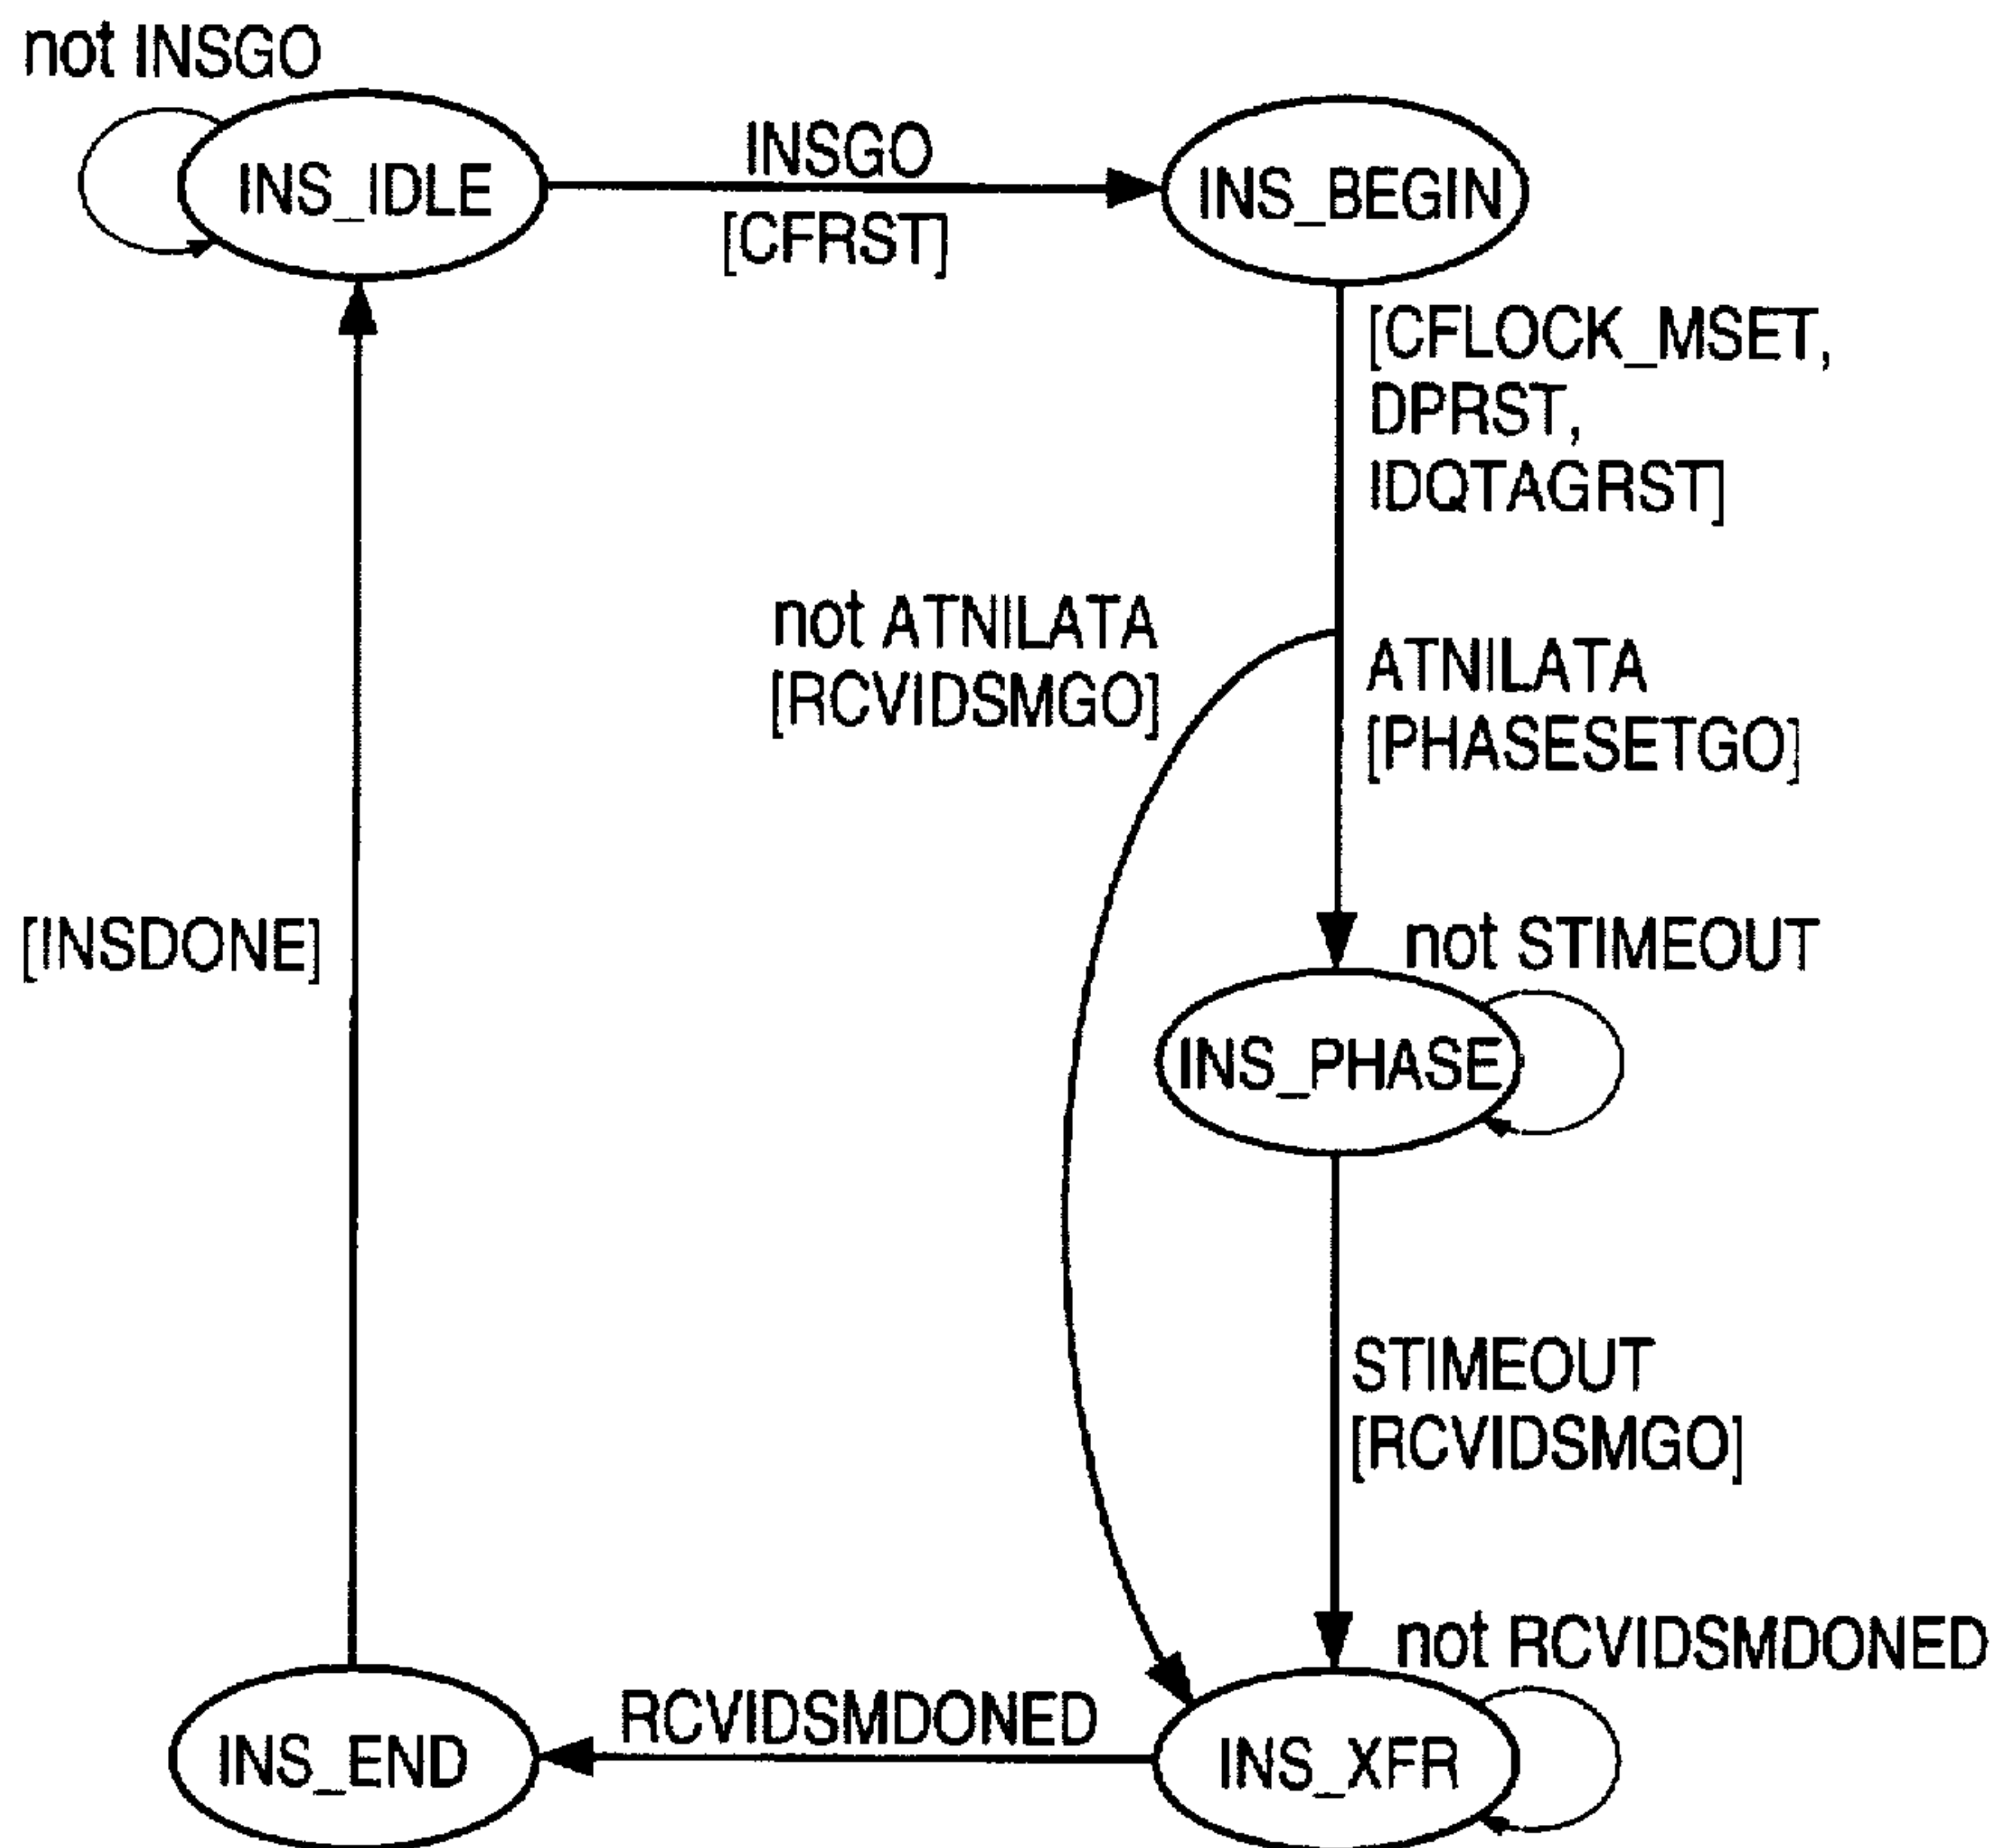 not INSGO
INS_IDLE
INSGO
[CFRST]
INS_BEGIN
[CFLOCK_MSET,
DPRST,
IDQTAGRST]
not ATNILATA
[RCVIDSMGO]
ATNILATA
[PHASESETGO]
[INSDONE]
not STIMEOUT
INS_PHASE
STIMEOUT
[RCVIDSMGO]
not RCVIDSMDONED
RCVIDSMDONED
INS_END
INS_XFR